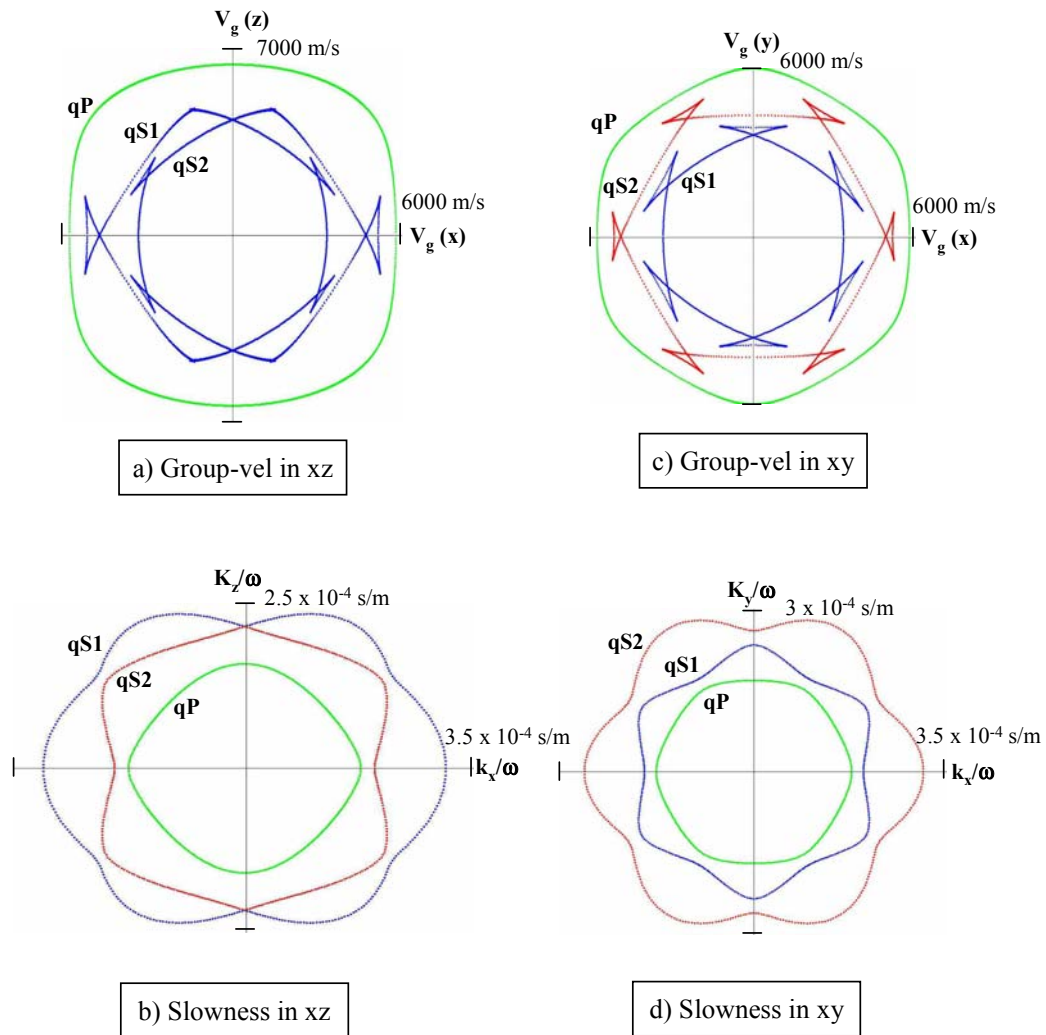 V_g (z)
7000 m/s
qP
qS1
qS2
6000 m/s
V_g (x)
a) Group-vel in xz
V_g (y)
6000 m/s
qP
qS2
qS1
6000 m/s
V_g (x)
c) Group-vel in xy
K_z/ω
2.5 x 10^-4 s/m
qS1
qS2
qP
3.5 x 10^-4 s/m
k_x/ω
b) Slowness in xz
K_y/ω
3 x 10^-4 s/m
qS2
qS1
qP
3.5 x 10^-4 s/m
k_x/ω
d) Slowness in xy